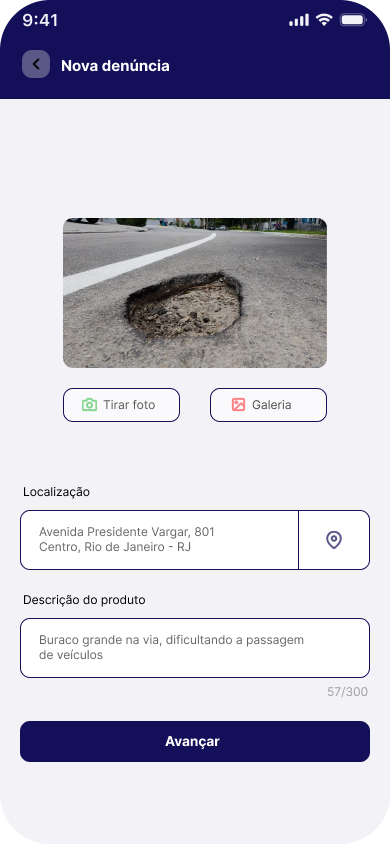 9:41
Nova denúncia
Tirar foto
Galeria
Localização
Avenida Presidente Vargar, 801
Centro, Rio de Janeiro - RJ
Descrição do produto
Buraco grande na via, dificultando a passagem
de veículos
57/300
Avançar